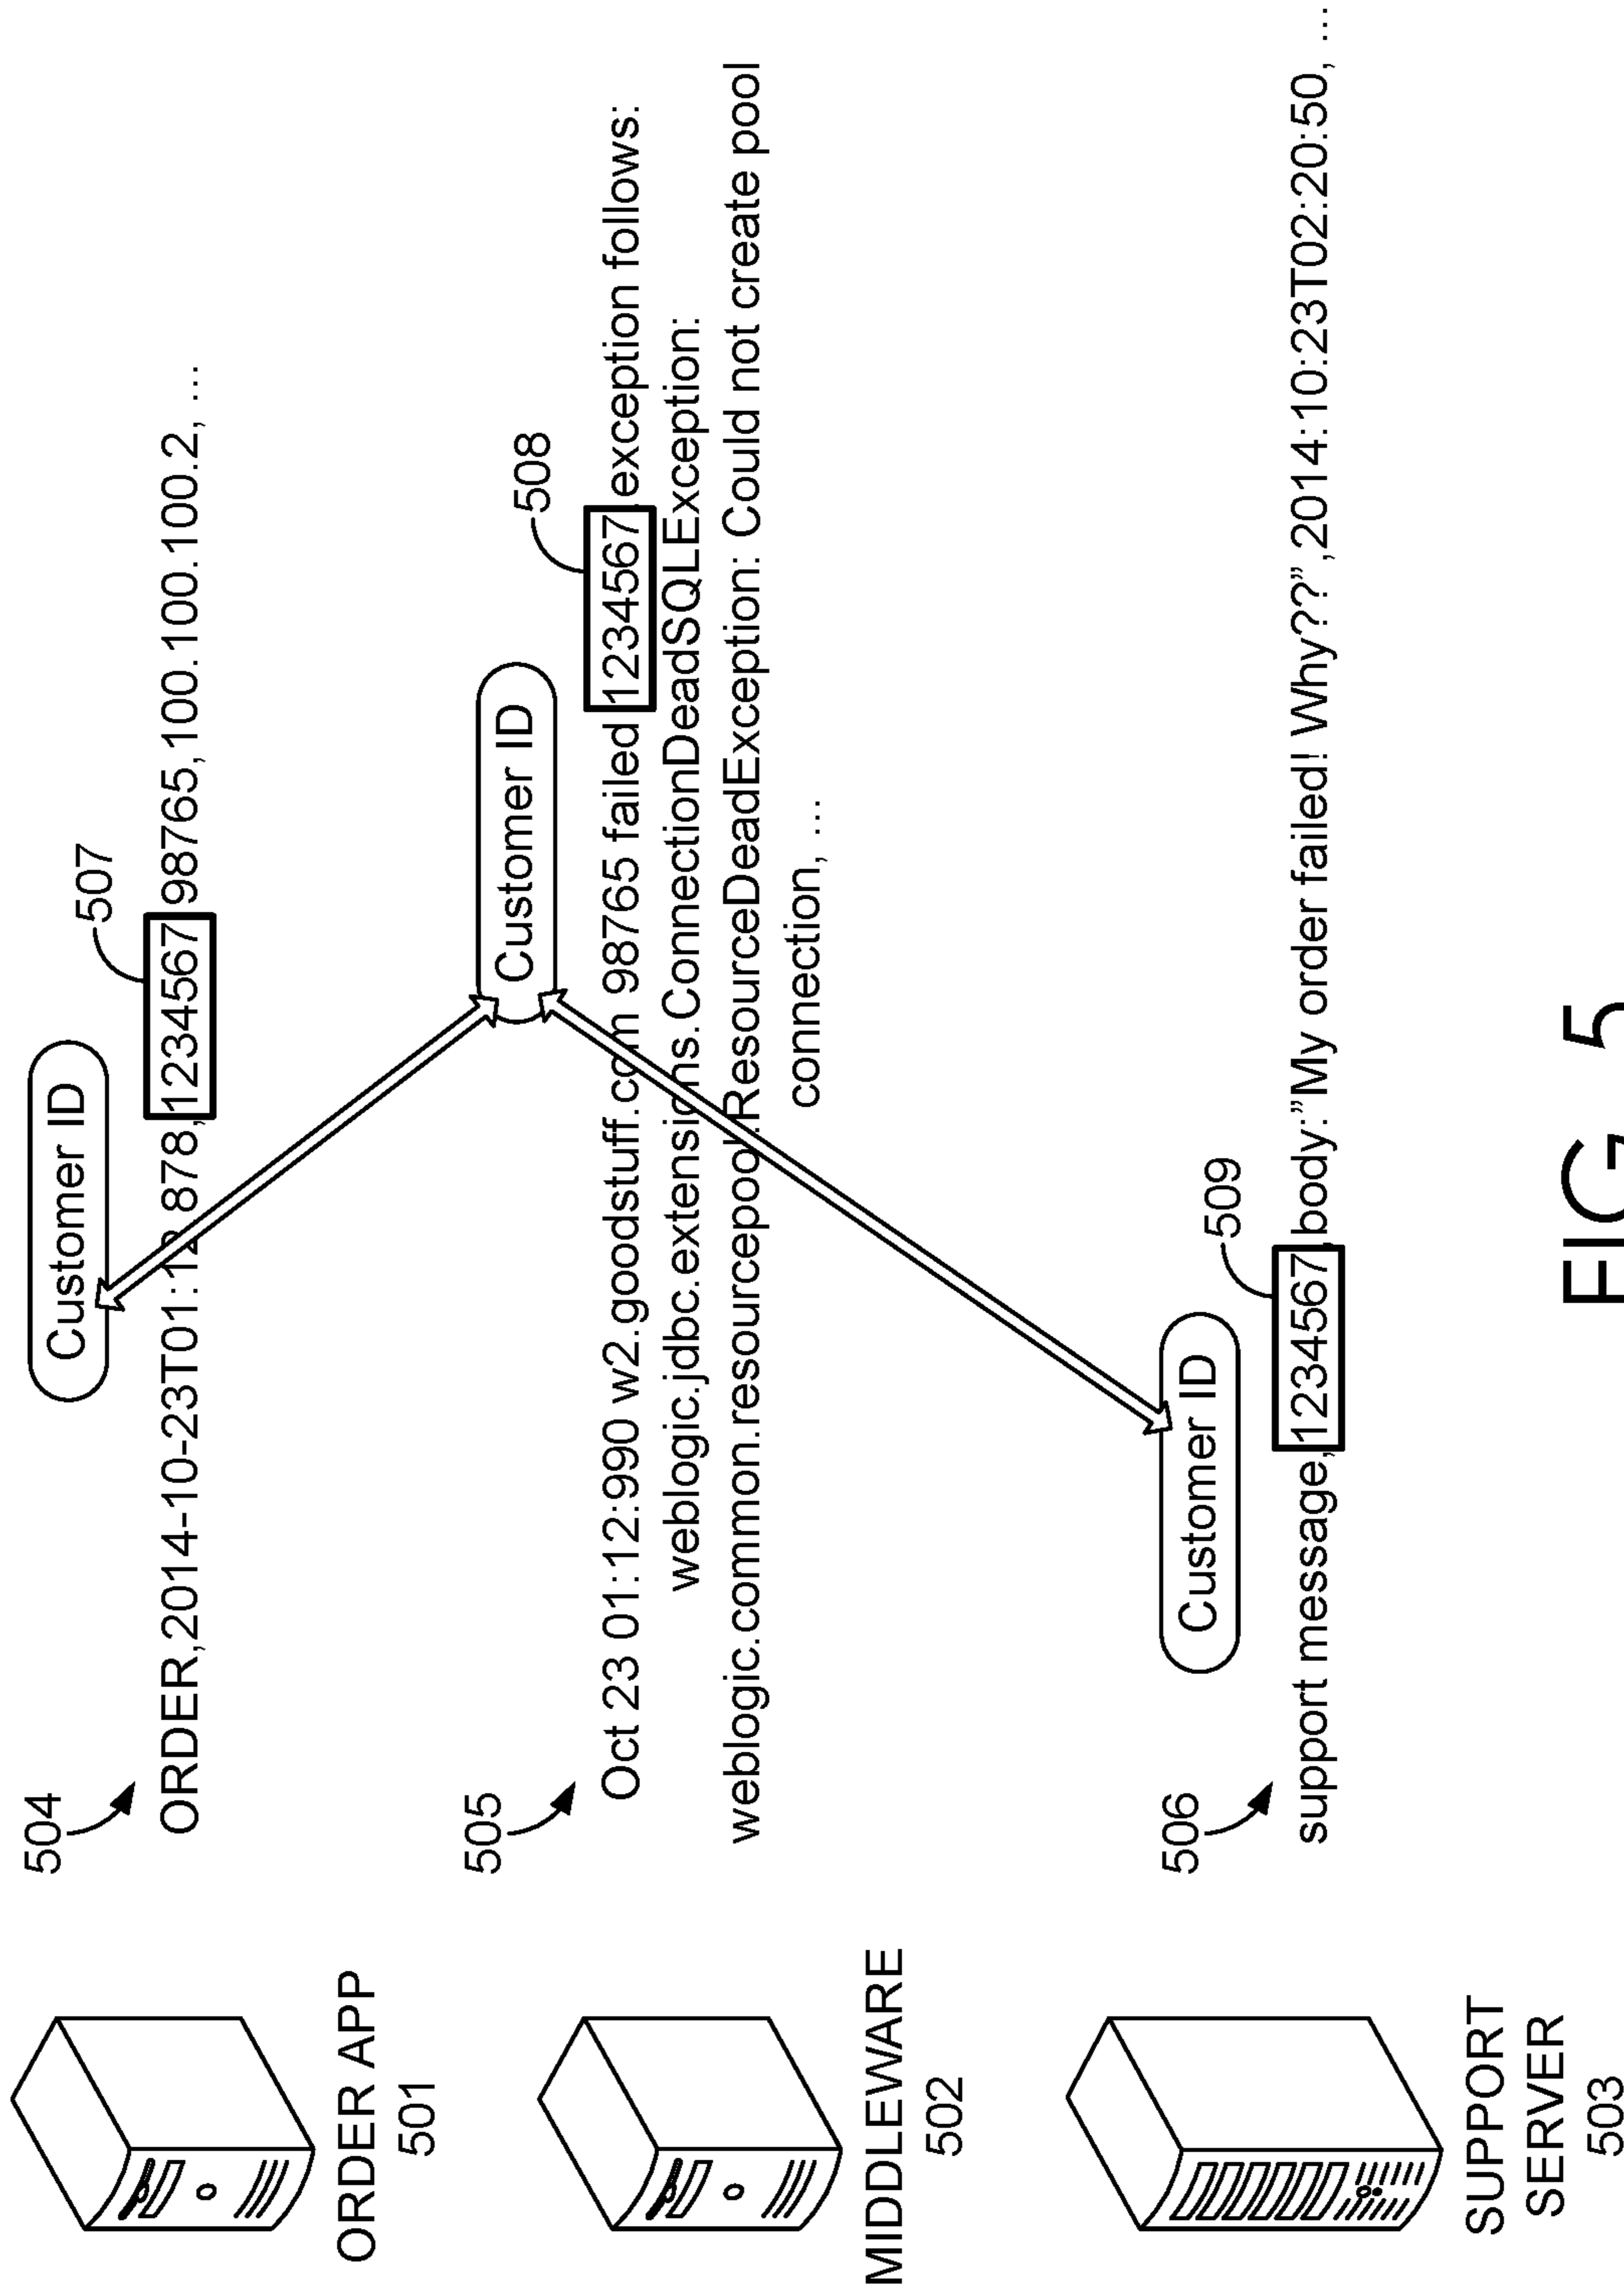 504
Customer ID
507
ORDER,2014-10-23T01:12 878,1234567 98765,100.100.100.2, …
ORDER APP
501
505
Customer ID
508
Oct 23 01:12:990 w2.goodstuff.com 98765 failed 1234567 exception follows:
weblogic.jdbc.extensions.ConnectionDeadSQLException:
weblogic.common.resourcepool.ResourceDeadException: Could not create pool
connection, …
MIDDLEWARE
502
506
Customer ID
509
support message,1234567 body:”My order failed! Why??”,2014:10:23T02:20:50, …
SUPPORT
SERVER
503
FIG. 5